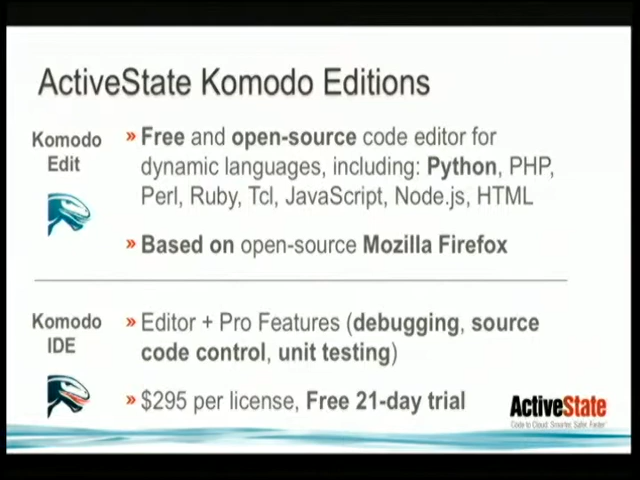 ActiveState Komodo Editions
Komodo
Edit
» Free and open-source code editor for
dynamic languages, including: Python, PHP,
Perl, Ruby, Tcl, JavaScript, Node.js, HTML
» Based on open-source Mozilla Firefox
Komodo
IDE
» Editor + Pro Features (debugging, source
code control, unit testing)
» $295 per license, Free 21-day trial
ActiveState
Code to Cloud: Smarter, Safer, Faster